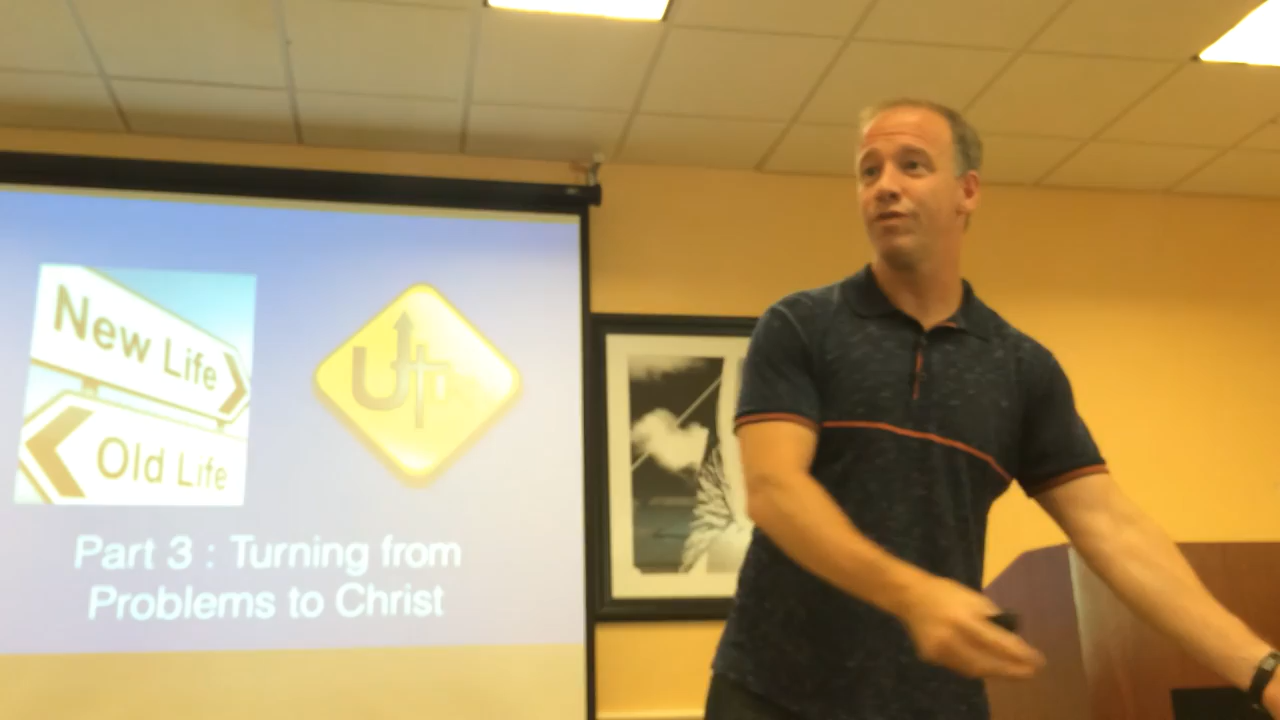 New Life
Old Life
U
Part 3 : Turning from
Problems to Christ